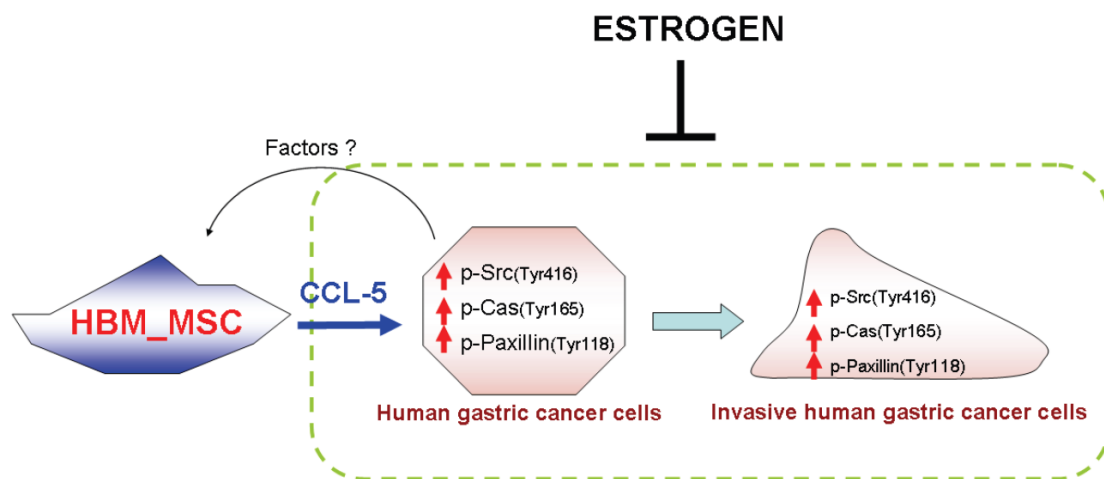 ESTROGEN
Factors ?
HBM_MSC
CCL-5
p-Src(Tyr416)
p-Cas(Tyr165)
p-Paxillin(Tyr118)
Human gastric cancer cells
p-Src(Tyr416)
p-Cas(Tyr165)
p-Paxillin(Tyr118)
Invasive human gastric cancer cells